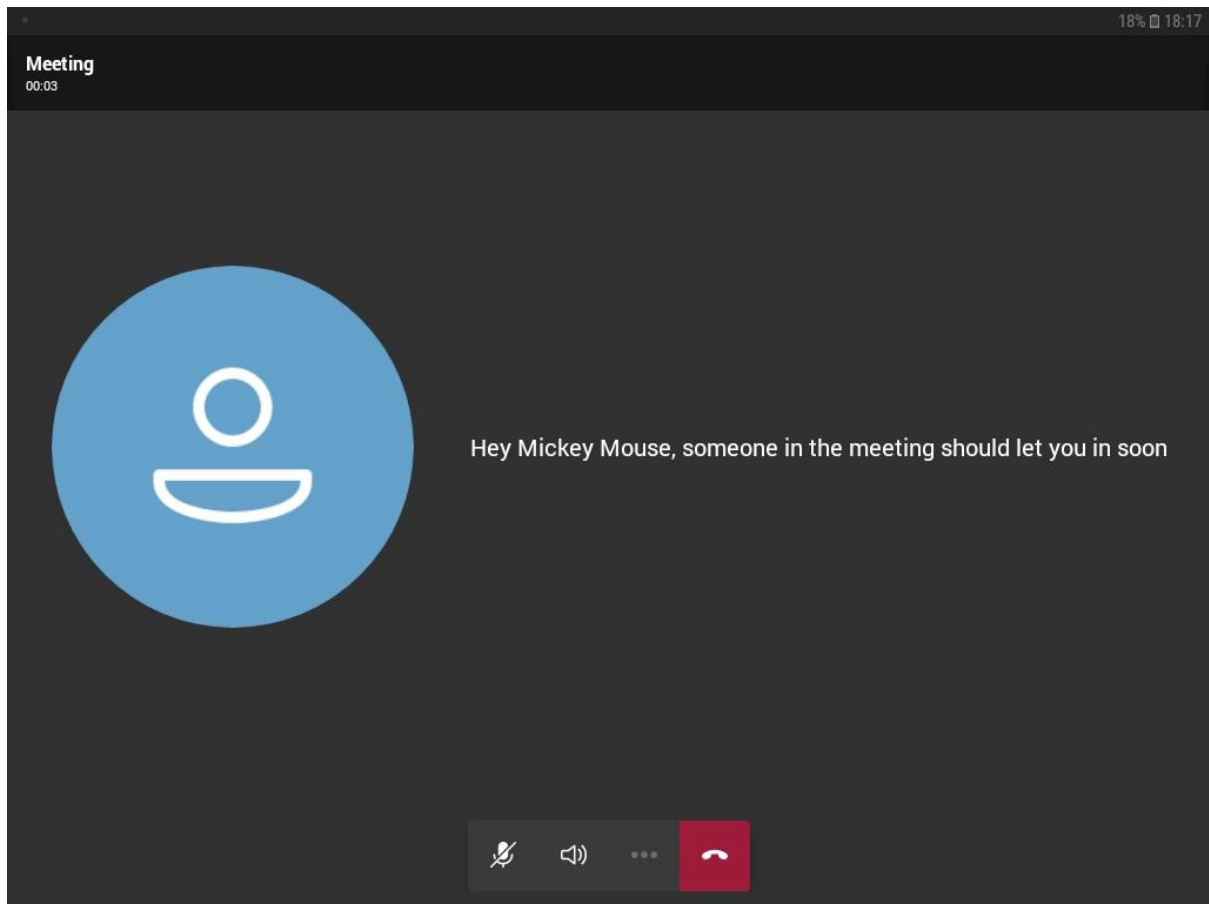 18% 18:17
Meeting
00:03
Hey Mickey Mouse, someone in the meeting should let you in soon